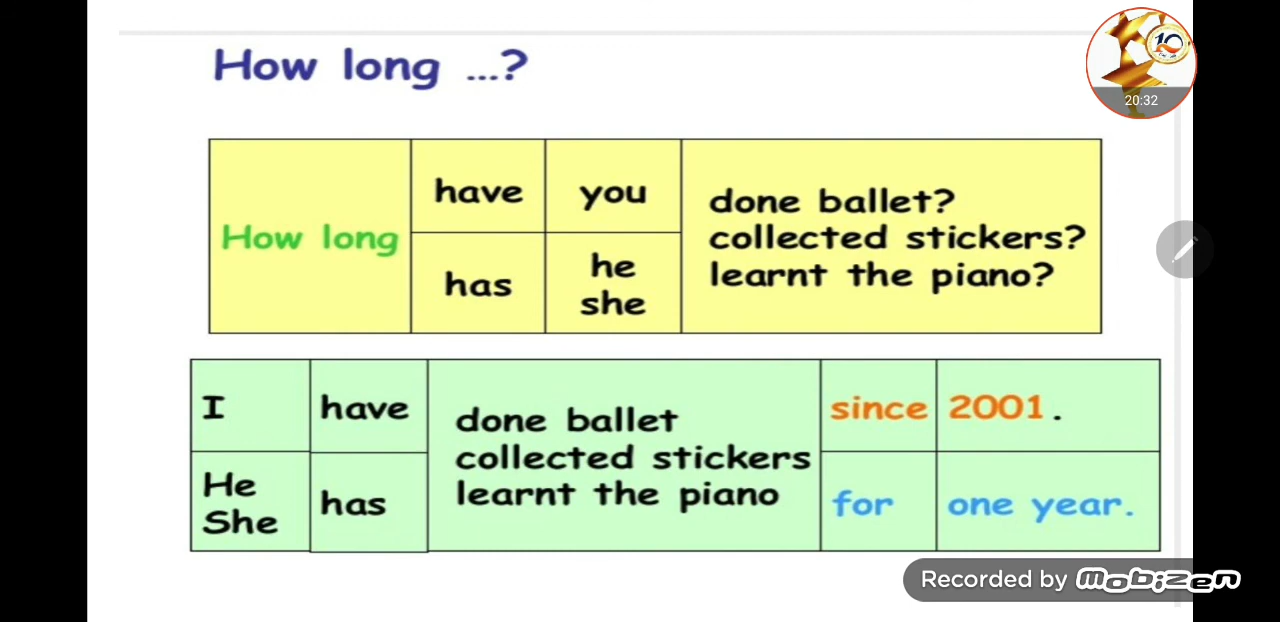 How long ...?
20:32
How long
have
you
has
he
she
done ballet?
collected stickers?
learnt the piano?
I
have
He
She
has
done ballet
collected stickers
learnt the piano
since
2001.
for
one year.
Recorded by Mobizen